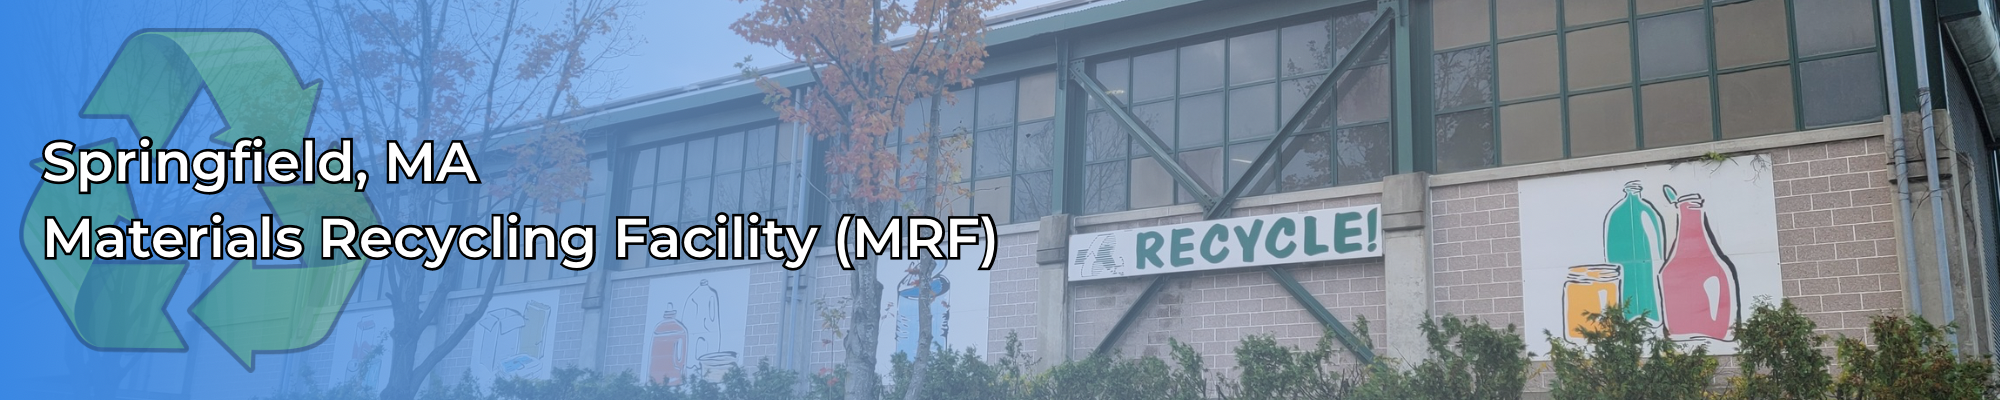 Springfield, MA
Materials Recycling Facility (MRF)
RECYCLE!